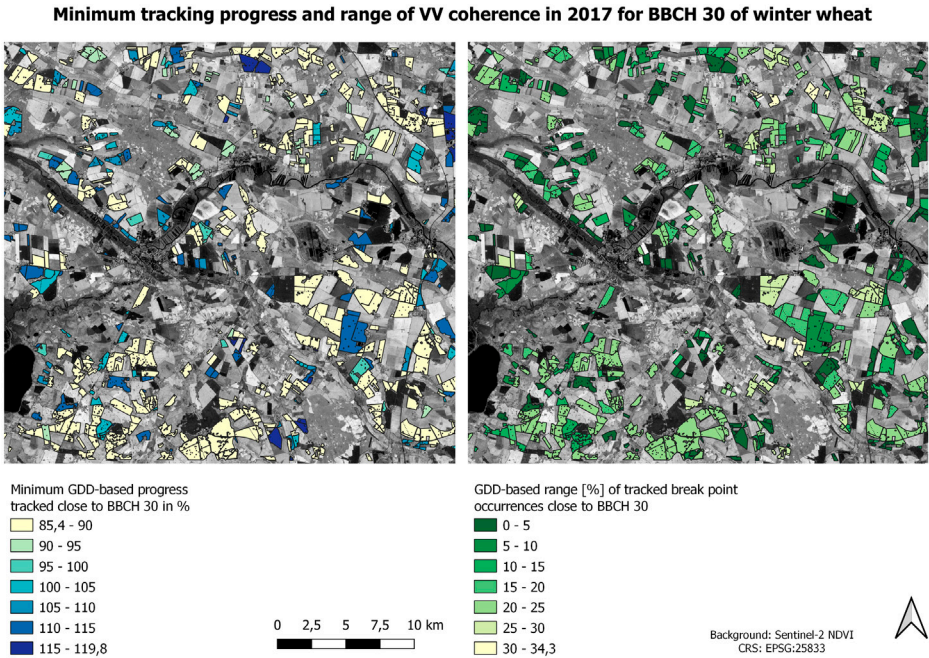 Minimum tracking progress and range of VV coherence in 2017 for BBCH 30 of winter wheat
Minimum GDD-based progress
tracked close to BBCH 30 in %
85,4 - 90
90 - 95
95 - 100
100 - 105
105 - 110
110 - 115
115 - 119,8
0 2,5 5 7,5 10 km
GDD-based range [%] of tracked break point
occurrences close to BBCH 30
0 - 5
5 - 10
10 - 15
15 - 20
20 - 25
25 - 30
30 - 34,3
Background: Sentinel-2 NDVI
CRS: EPSG:25833